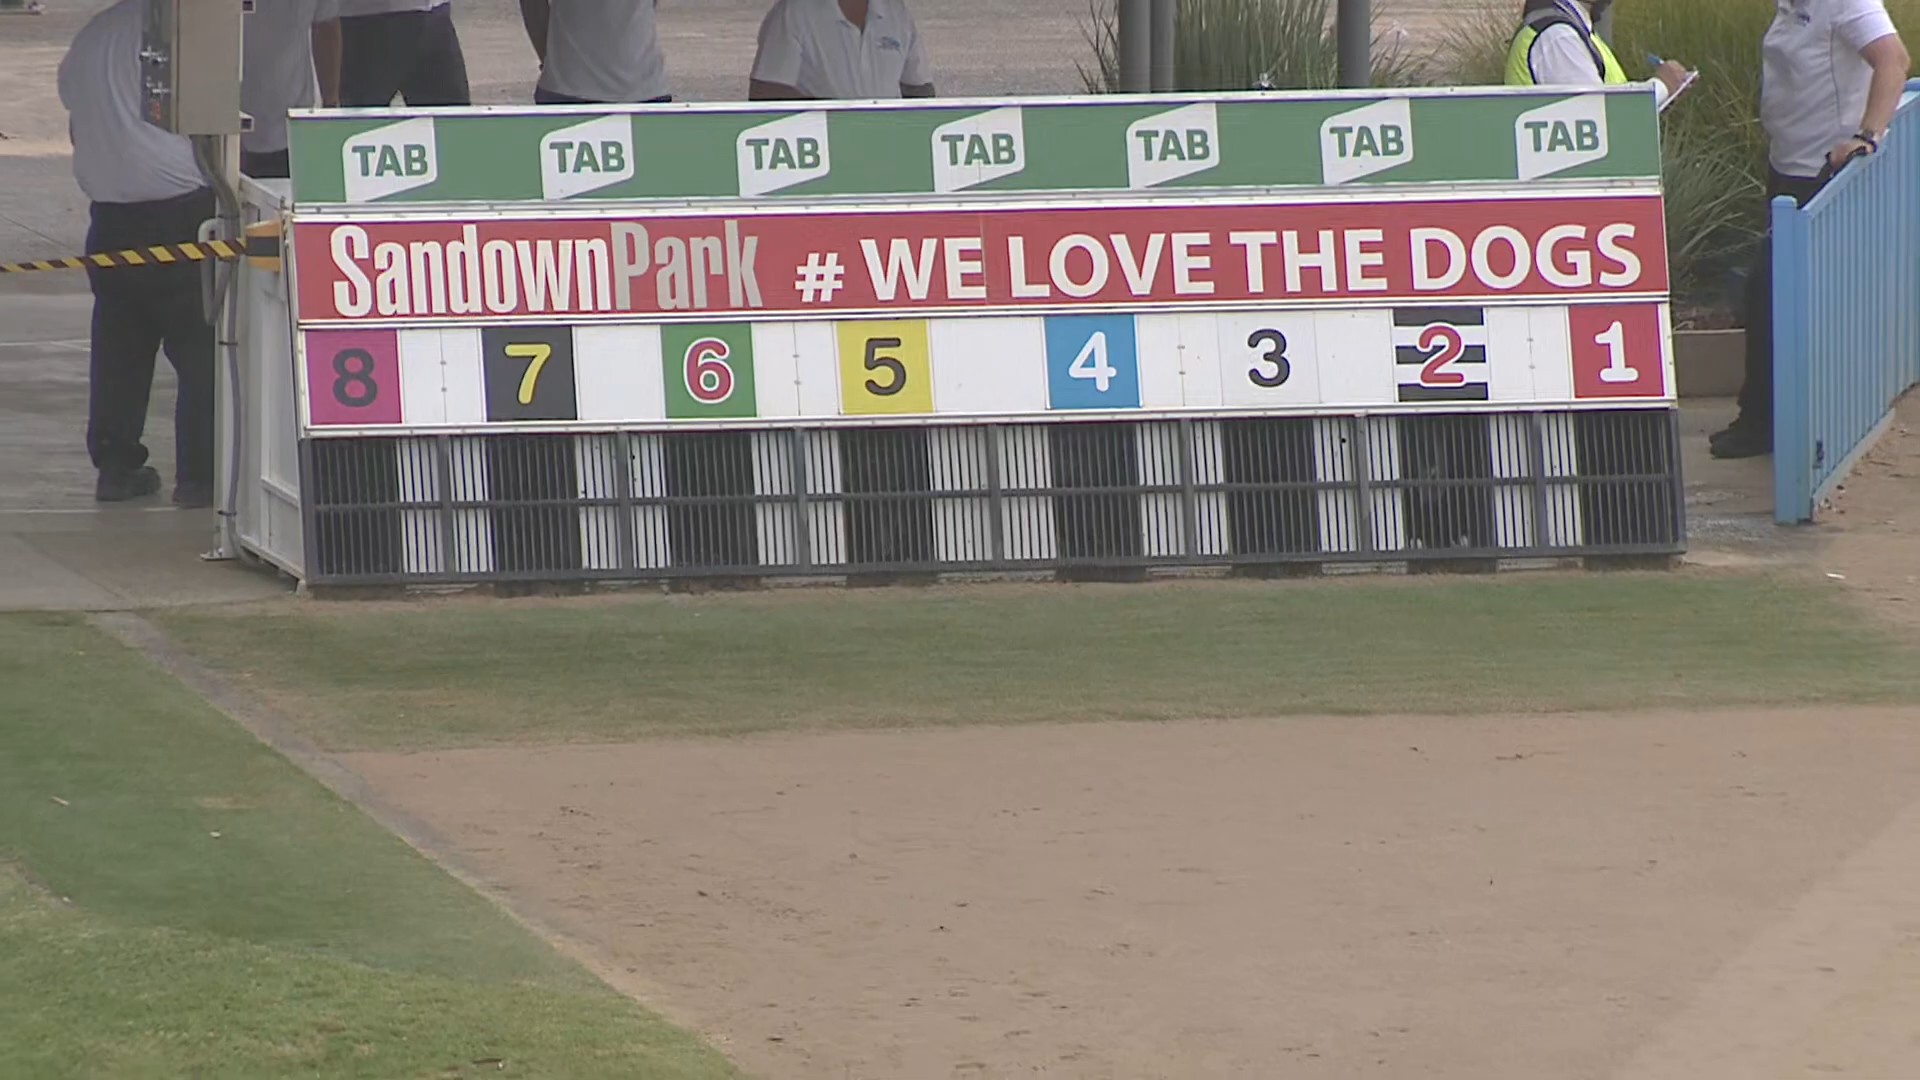 TAB TAB TAB TAB TAB TAB TAB
SandownPark # WE LOVE THE DOGS
8 7 6 5 4 3 2 1